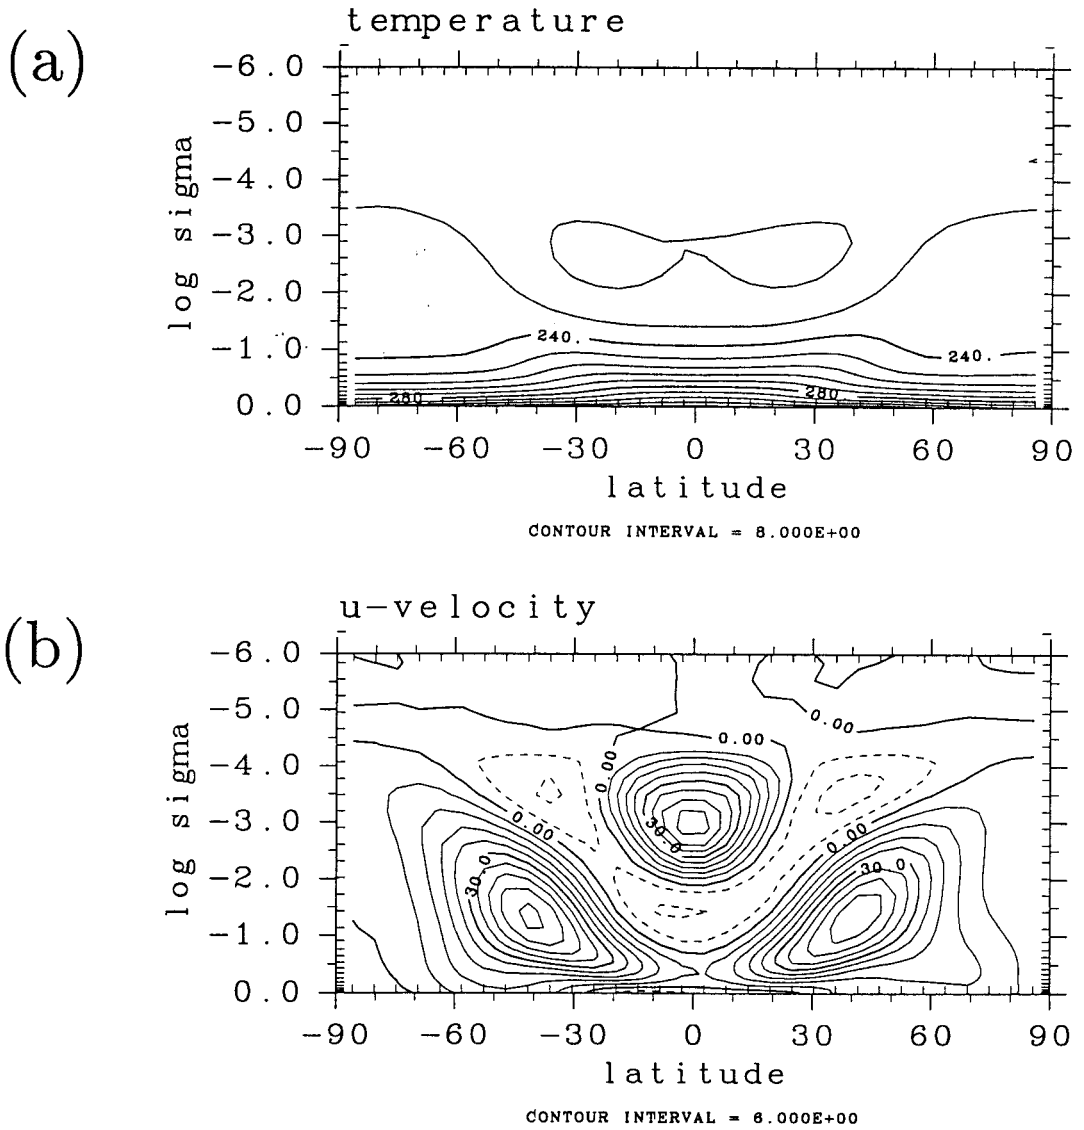 (a)
temperature
-6.0
-5.0
-4.0
-3.0
-2.0
-1.0
0.0
log sigma
240.
240.
280
280
-90 -60 -30 0 30 60 90
latitude
CONTOUR INTERVAL = 8.000E+00
(b)
u-velocity
-6.0
-5.0
-4.0
-3.0
-2.0
-1.0
0.0
log sigma
0.00
0.00
0.00
0.00
0.00
30.0
30.0
30.0
-90 -60 -30 0 30 60 90
latitude
CONTOUR INTERVAL = 6.000E+00